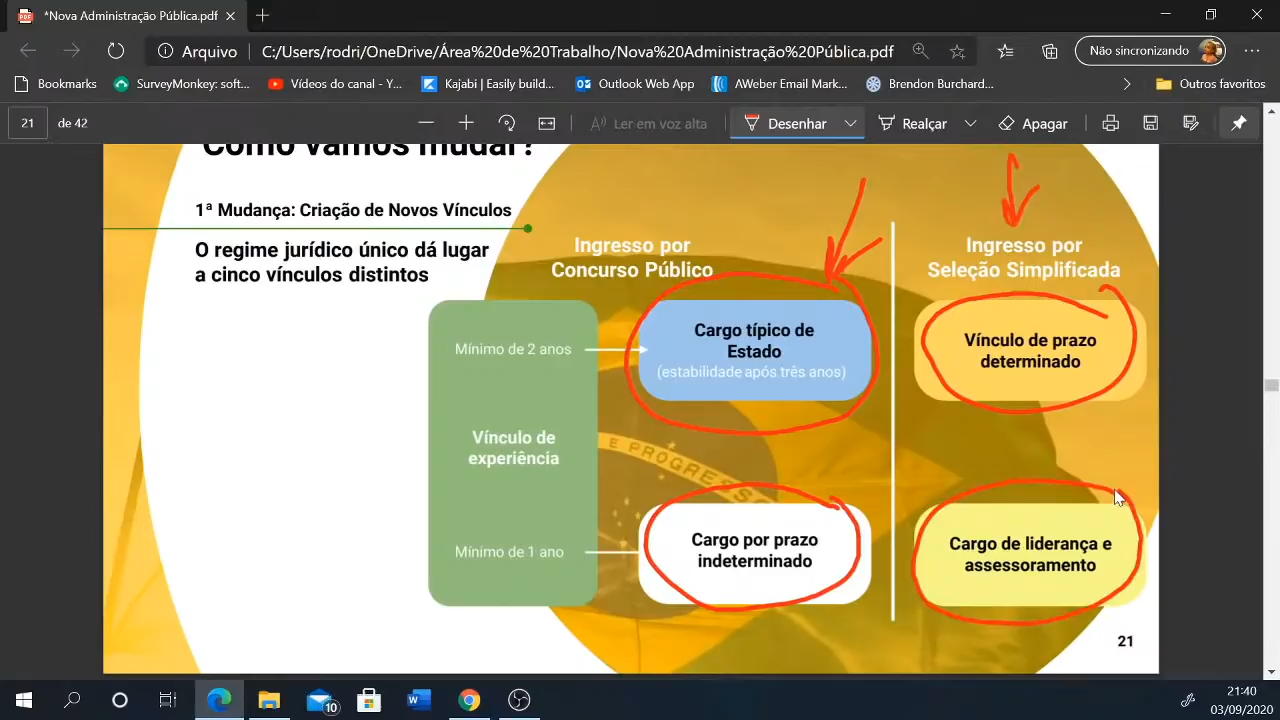 *Nova Administração Pública.pdf
Arquivo
C:/Users/rodri/OneDrive/Área%20de%20Trabalho/Nova%20Administração%20Pública.pdf
Não sincronizando
Bookmarks
SurveyMonkey: soft...
Vídeos do canal - Y...
Kajabi | Easily build...
Outlook Web App
AWeber Email Mark...
Brendon Burchard...
Outros favoritos
21 de 42
Ler em voz alta
Desenhar
Realçar
Apagar
Como vamos mudar?
1ª Mudança: Criação de Novos Vínculos
O regime jurídico único dá lugar
a cinco vínculos distintos
Ingresso por
Concurso Público
Ingresso por
Seleção Simplificada
Mínimo de 2 anos
Cargo típico de
Estado
(estabilidade após três anos)
Vínculo de prazo
determinado
Vínculo de
experiência
E PROGRESSO
Mínimo de 1 ano
Cargo por prazo
indeterminado
Cargo de liderança e
assessoramento
21
10
21:40
03/09/2020